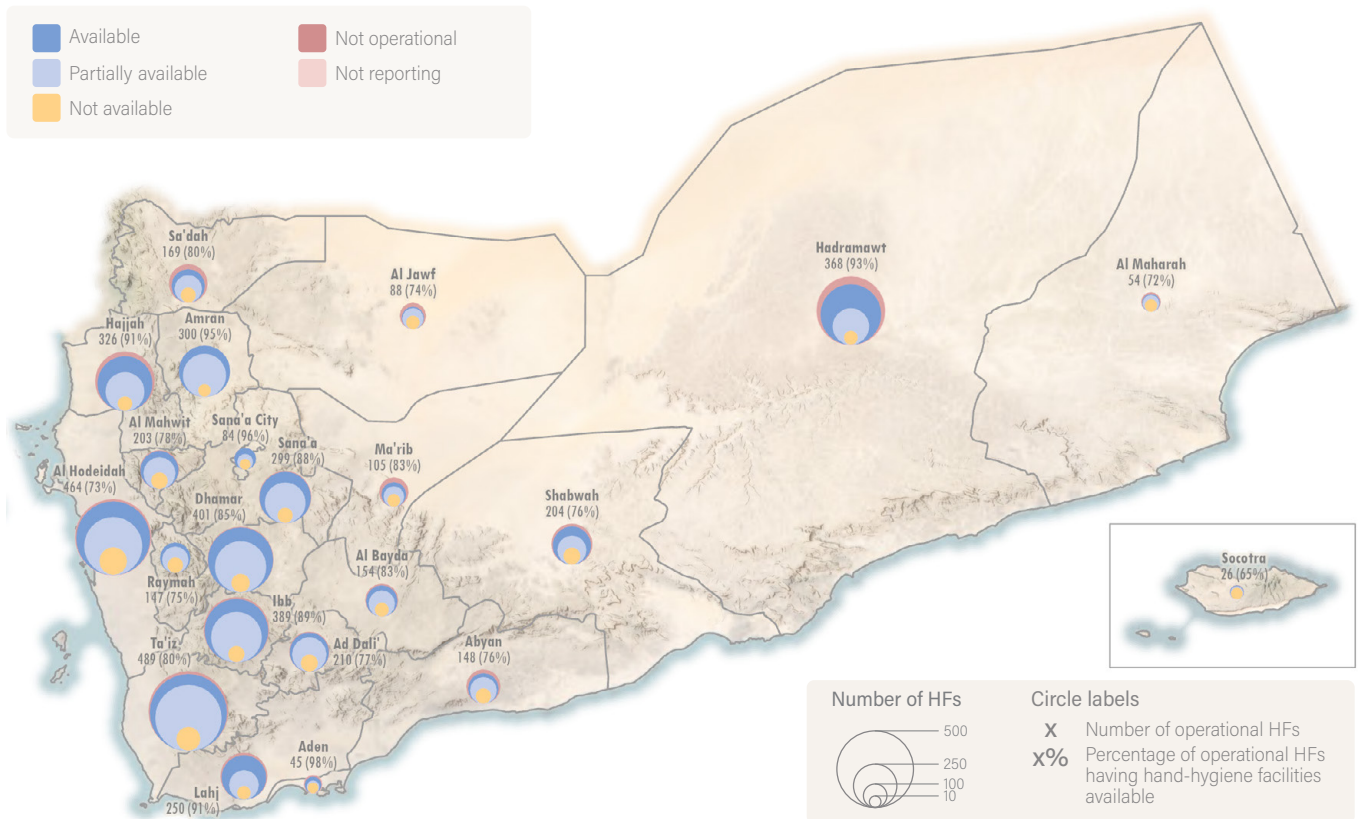 Available
Partially available
Not available
Not operational
Not reporting
Sa'dah
169 (80%)
Al Jawf
88 (74%)
Hadramawt
368 (93%)
Al Maharah
54 (72%)
Hajjah
326 (91%)
Amran
300 (95%)
Al Mahwit
203 (78%)
Sana'a City
84 (96%)
Sana'a
299 (88%)
Ma'rib
105 (83%)
Al Hodeidah
464 (73%)
Dhamar
401 (85%)
Shabwah
204 (76%)
Al Bayda
154 (83%)
Raymah
147 (75%)
Ibb
389 (89%)
Socotra
26 (65%)
Ta'iz
489 (80%)
Ad Dali'
210 (77%)
Abyan
148 (76%)
Aden
45 (98%)
Lahj
250 (91%)
Number of HFs
500
250
100
10
Circle labels
X Number of operational HFs
x% Percentage of operational HFs
having hand-hygiene facilities
available